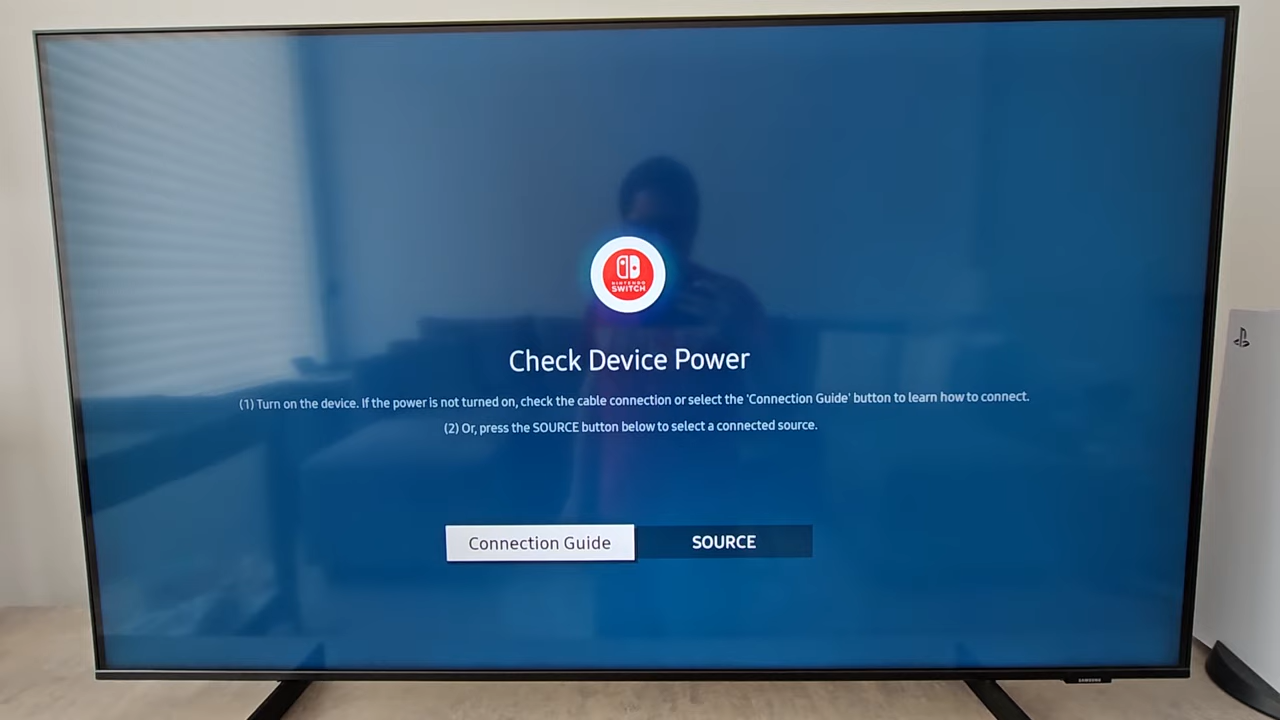 NINTENDO
SWITCH
Check Device Power
(1) Turn on the device. If the power is not turned on, check the cable connection or select the 'Connection Guide' button to learn how to connect.
(2) Or, press the SOURCE button below to select a connected source.
Connection Guide
SOURCE
SAMSUNG